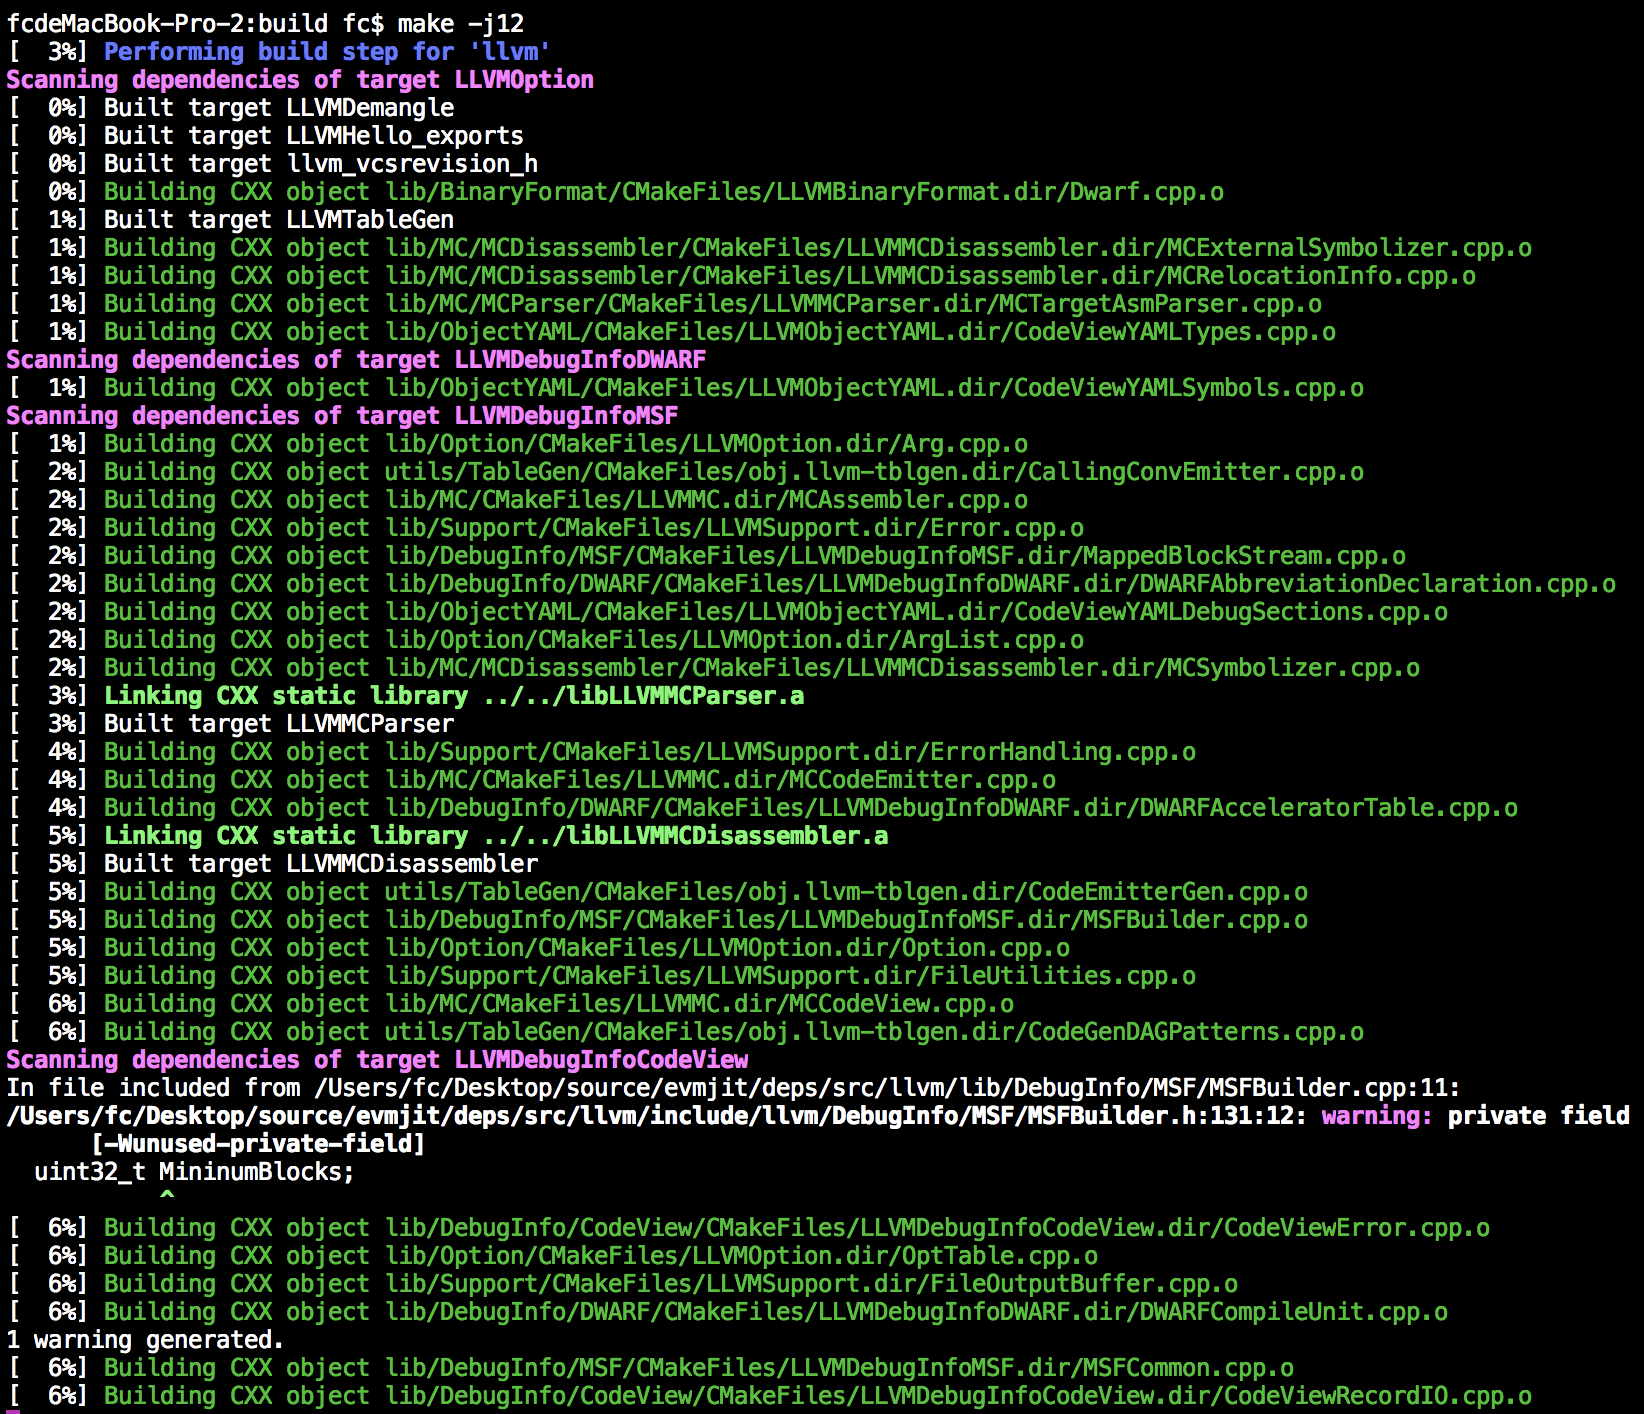 fcdeMacBook-Pro-2:build fc$ make -j12
[  3%] Performing build step for 'llvm'
Scanning dependencies of target LLVMOption
[  0%] Built target LLVMDemangle
[  0%] Built target LLVMHello_exports
[  0%] Built target llvm_vcsrevision_h
[  0%] Building CXX object lib/BinaryFormat/CMakeFiles/LLVMBinaryFormat.dir/Dwarf.cpp.o
[  1%] Built target LLVMTableGen
[  1%] Building CXX object lib/MC/MCDisassembler/CMakeFiles/LLVMMCDisassembler.dir/MCExternalSymbolizer.cpp.o
[  1%] Building CXX object lib/MC/MCDisassembler/CMakeFiles/LLVMMCDisassembler.dir/MCRelocationInfo.cpp.o
[  1%] Building CXX object lib/MC/MCParser/CMakeFiles/LLVMMCParser.dir/MCTargetAsmParser.cpp.o
[  1%] Building CXX object lib/ObjectYAML/CMakeFiles/LLVMObjectYAML.dir/CodeViewYAMLTypes.cpp.o
Scanning dependencies of target LLVMDebugInfoDWARF
[  1%] Building CXX object lib/ObjectYAML/CMakeFiles/LLVMObjectYAML.dir/CodeViewYAMLSymbols.cpp.o
Scanning dependencies of target LLVMDebugInfoMSF
[  1%] Building CXX object lib/Option/CMakeFiles/LLVMOption.dir/Arg.cpp.o
[  2%] Building CXX object utils/TableGen/CMakeFiles/obj.llvm-tblgen.dir/CallingConvEmitter.cpp.o
[  2%] Building CXX object lib/MC/CMakeFiles/LLVMMC.dir/MCAssembler.cpp.o
[  2%] Building CXX object lib/Support/CMakeFiles/LLVMSupport.dir/Error.cpp.o
[  2%] Building CXX object lib/DebugInfo/MSF/CMakeFiles/LLVMDebugInfoMSF.dir/MappedBlockStream.cpp.o
[  2%] Building CXX object lib/DebugInfo/DWARF/CMakeFiles/LLVMDebugInfoDWARF.dir/DWARFAbbreviationDeclaration.cpp.o
[  2%] Building CXX object lib/ObjectYAML/CMakeFiles/LLVMObjectYAML.dir/CodeViewYAMLDebugSections.cpp.o
[  2%] Building CXX object lib/Option/CMakeFiles/LLVMOption.dir/ArgList.cpp.o
[  2%] Building CXX object lib/MC/MCDisassembler/CMakeFiles/LLVMMCDisassembler.dir/MCSymbolizer.cpp.o
[  3%] Linking CXX static library ../../libLLVMMCParser.a
[  3%] Built target LLVMMCParser
[  4%] Building CXX object lib/Support/CMakeFiles/LLVMSupport.dir/ErrorHandling.cpp.o
[  4%] Building CXX object lib/MC/CMakeFiles/LLVMMC.dir/MCCodeEmitter.cpp.o
[  4%] Building CXX object lib/DebugInfo/DWARF/CMakeFiles/LLVMDebugInfoDWARF.dir/DWARFAcceleratorTable.cpp.o
[  5%] Linking CXX static library ../../libLLVMMCDisassembler.a
[  5%] Built target LLVMMCDisassembler
[  5%] Building CXX object utils/TableGen/CMakeFiles/obj.llvm-tblgen.dir/CodeEmitterGen.cpp.o
[  5%] Building CXX object lib/DebugInfo/MSF/CMakeFiles/LLVMDebugInfoMSF.dir/MSFBuilder.cpp.o
[  5%] Building CXX object lib/Option/CMakeFiles/LLVMOption.dir/Option.cpp.o
[  5%] Building CXX object lib/Support/CMakeFiles/LLVMSupport.dir/FileUtilities.cpp.o
[  6%] Building CXX object lib/MC/CMakeFiles/LLVMMC.dir/MCCodeView.cpp.o
[  6%] Building CXX object utils/TableGen/CMakeFiles/obj.llvm-tblgen.dir/CodeGenDAGPatterns.cpp.o
Scanning dependencies of target LLVMDebugInfoCodeView
In file included from /Users/fc/Desktop/source/evmjit/deps/src/llvm/lib/DebugInfo/MSF/MSFBuilder.cpp:11:
/Users/fc/Desktop/source/evmjit/deps/src/llvm/include/llvm/DebugInfo/MSF/MSFBuilder.h:131:12: warning: private field
      [-Wunused-private-field]
  uint32_t MininumBlocks;
           ^
[  6%] Building CXX object lib/DebugInfo/CodeView/CMakeFiles/LLVMDebugInfoCodeView.dir/CodeViewError.cpp.o
[  6%] Building CXX object lib/Option/CMakeFiles/LLVMOption.dir/OptTable.cpp.o
[  6%] Building CXX object lib/Support/CMakeFiles/LLVMSupport.dir/FileOutputBuffer.cpp.o
[  6%] Building CXX object lib/DebugInfo/DWARF/CMakeFiles/LLVMDebugInfoDWARF.dir/DWARFCompileUnit.cpp.o
1 warning generated.
[  6%] Building CXX object lib/DebugInfo/MSF/CMakeFiles/LLVMDebugInfoMSF.dir/MSFCommon.cpp.o
[  6%] Building CXX object lib/DebugInfo/CodeView/CMakeFiles/LLVMDebugInfoCodeView.dir/CodeViewRecordIO.cpp.o